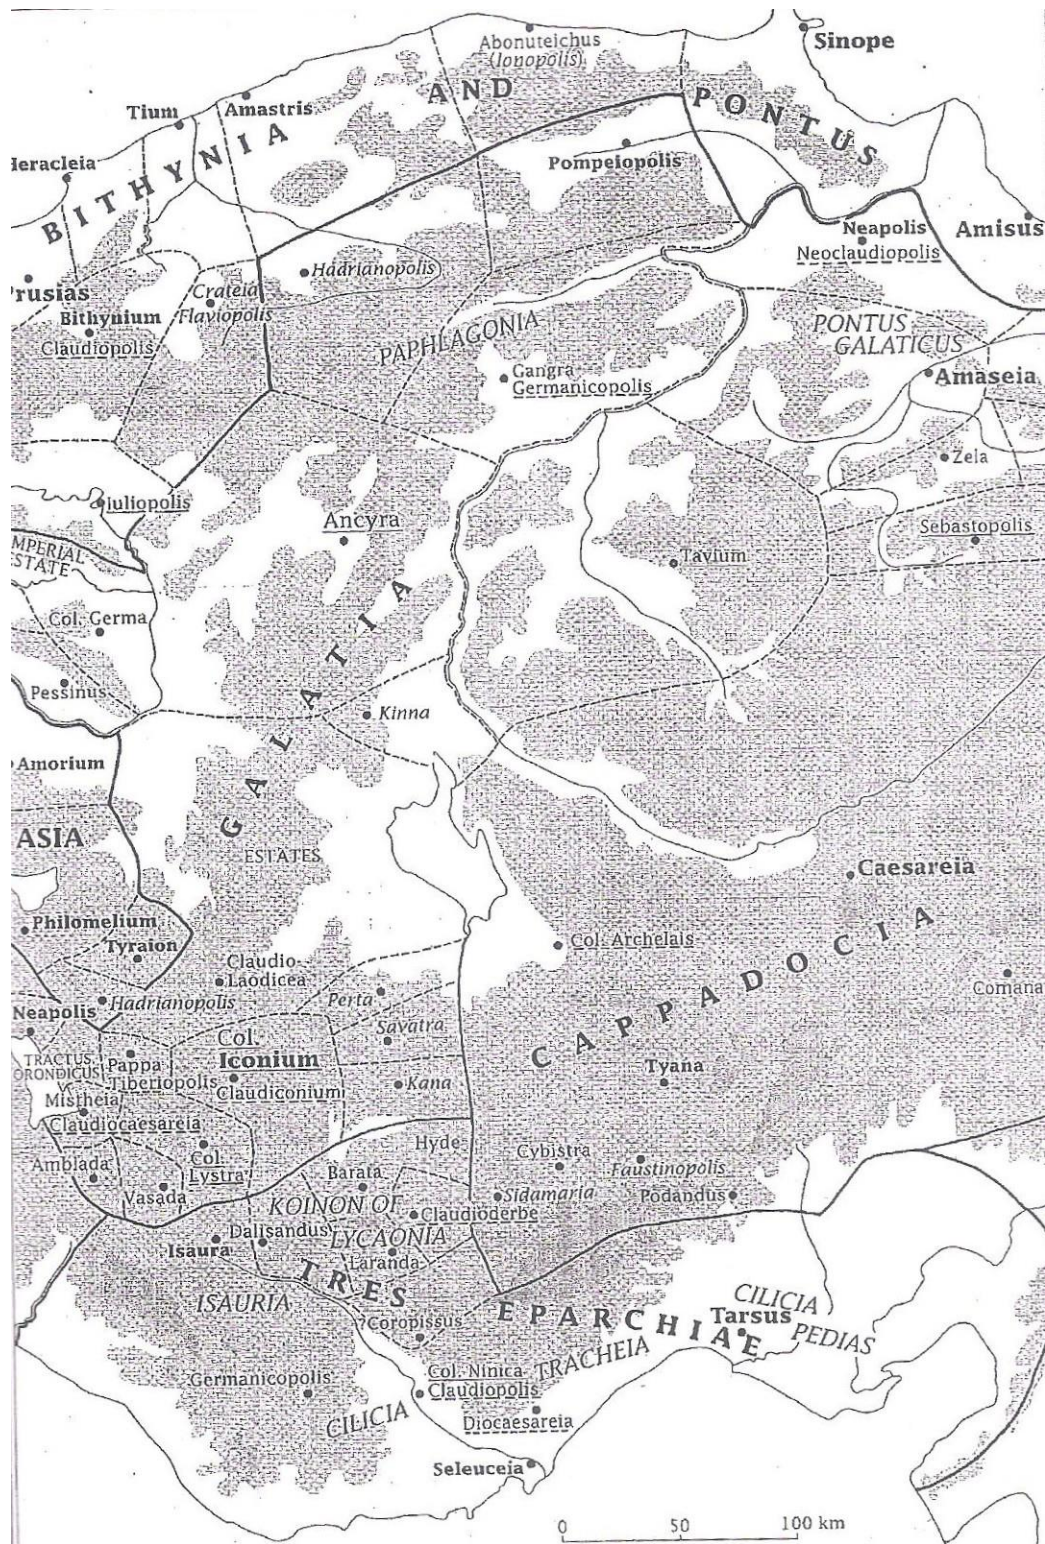 Abonuteichus
(Ionopolis)
Sinope
Tium
Amastris
BITHYNIA
AND
PONTUS
Heracleia
Pompeiopolis
Neapolis
Neoclaudiopolis
Amisus
Prusias
Hadrianopolis
Crateia
Flaviopolis
Bithynium
Claudiopolis
PAPHLAGONIA
PONTUS
GALATICUS
Gangra
Germanicopolis
Amaseia
Zela
Iuliopolis
Ancyra
Sebastopolis
IMPERIAL
ESTATE
Tavium
Col. Germa
Pessinus
Kinna
GALATIA
Amorium
ASIA
ESTATES
Caesareia
Philomelium
Tyraion
Col. Archelais
Claudio-
Laodicea
CAPPADOCIA
Comana
Hadrianopolis
Perta
Neapolis
Savatra
Col.
Iconium
Claudiconium
TRACTUS
ORONDICUS
Pappa
Tiberiopolis
Kana
Tyana
Mistheia
Claudiocaesareia
Hyde
Col.
Lystra
Amblada
Vasada
Barata
Cybistra
Faustinopolis
Sidamaria
Podandus
KOINON OF
LYCAONIA
Claudioderbe
Dalisandus
Isaura
Laranda
TRES
EPARCHIAE
ISAURIA
?Coropissus
CILICIA
PEDIAS
Tarsus
Germanicopolis
Col. Ninica
Claudiopolis
CILICIA
TRACHEIA
Diocaesareia
Seleuceia
0 50 100 km